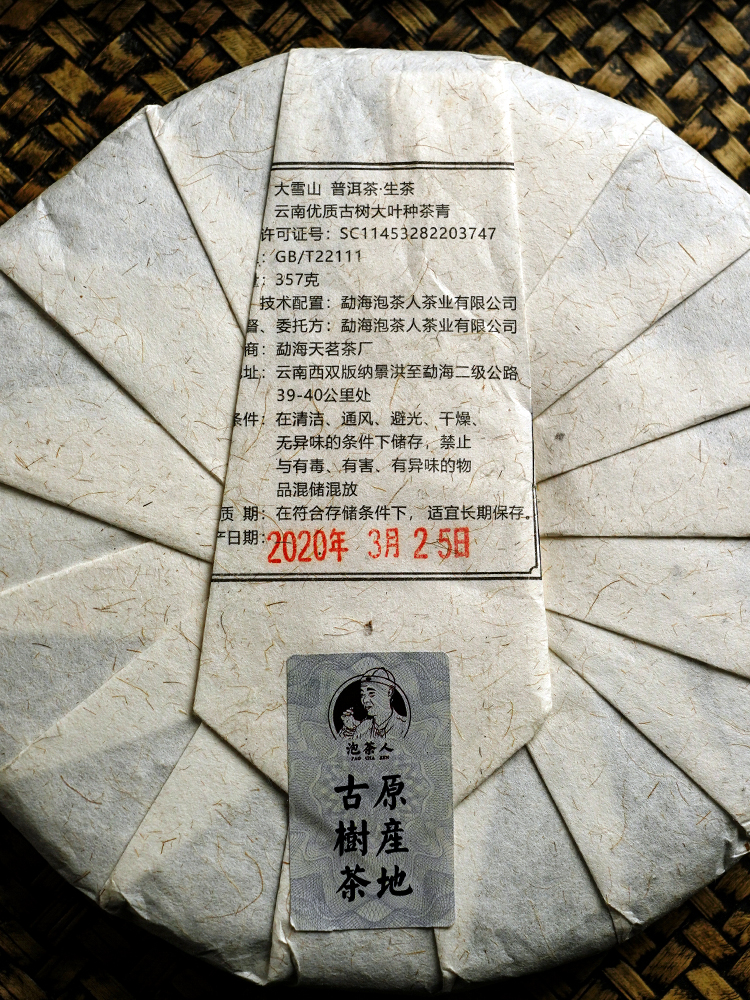 大雪山 普洱茶·生茶
云南优质古树大叶种茶青
许可证号：SC11453282203747
：GB/T22111
：357克
技术配置：勐海泡茶人茶业有限公司
、委托方：勐海泡茶人茶业有限公司
商：勐海天茗茶厂
址：云南西双版纳景洪至勐海二级公路
39-40公里处
条件：在清洁、通风、避光、干燥、
无异味的条件下储存，禁止
与有毒、有害、有异味的物
品混储混放
质 期：在符合存储条件下，适宜长期保存。
日期：2020年 3月 25日
泡茶人
PAO CHA REN
原産地
古樹茶